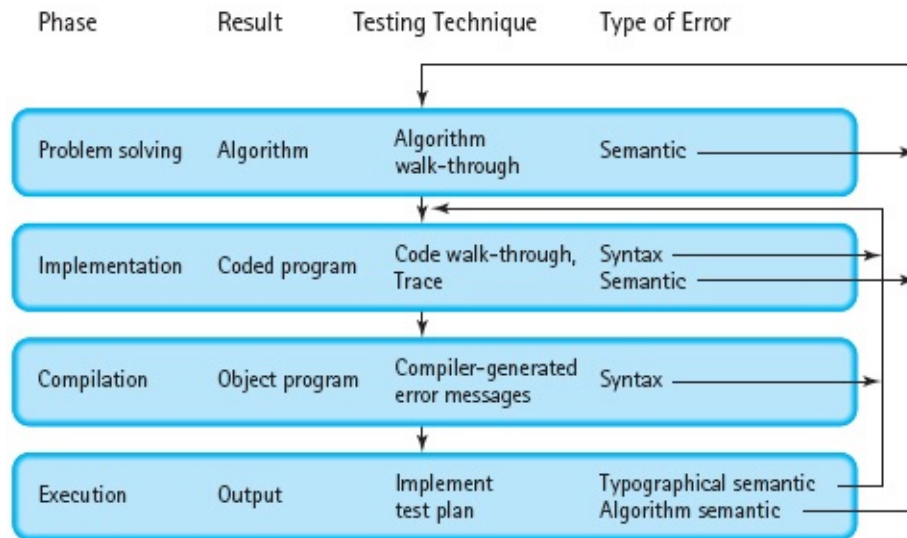 Phase Result Testing Technique Type of Error
Problem solving Algorithm Algorithm walk-through Semantic
Implementation Coded program Code walk-through, Trace Syntax Semantic
Compilation Object program Compiler-generated error messages Syntax
Execution Output Implement test plan Typographical semantic Algorithm semantic